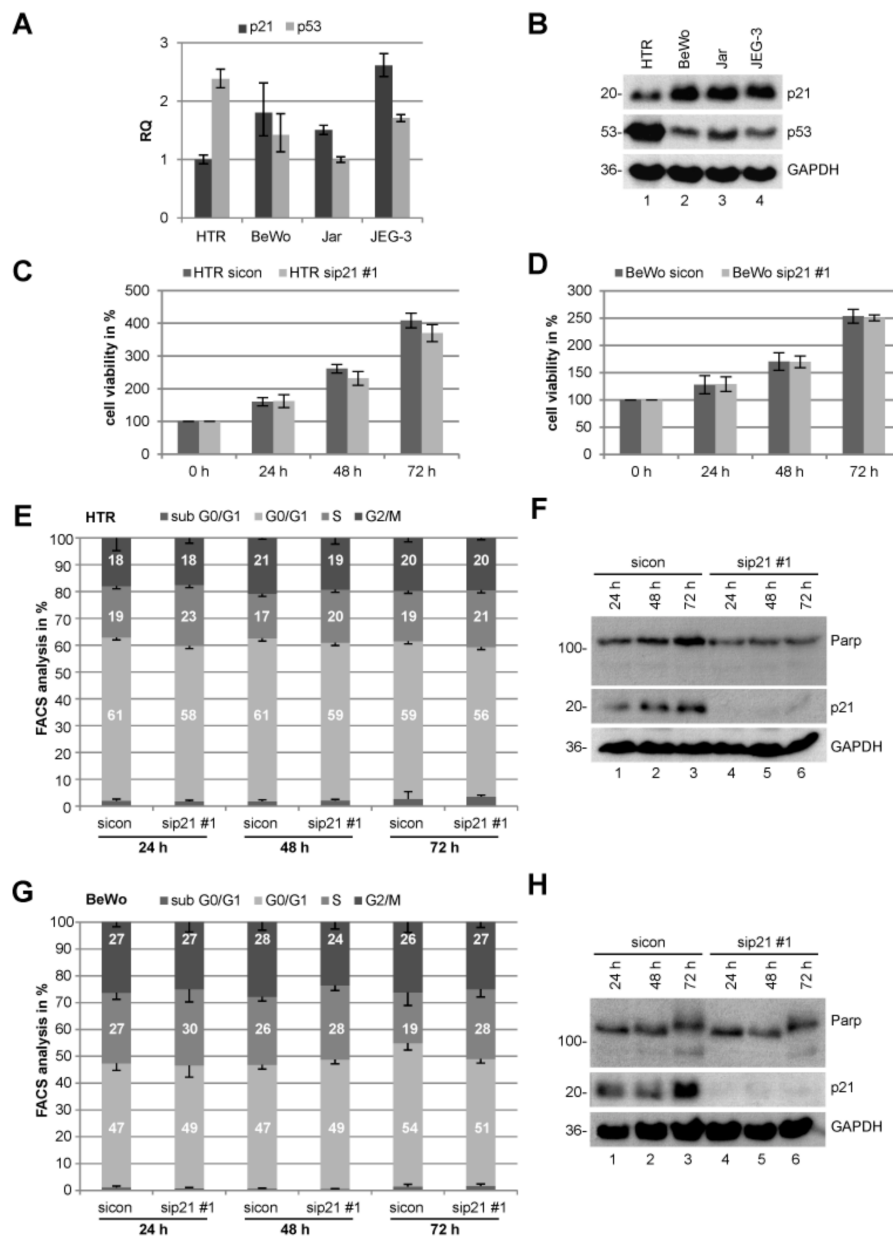 A
p21 p53
3
2
1
0
RQ
HTR BeWo Jar JEG-3
B
HTR BeWo Jar JEG-3
20- p21
53- p53
36- GAPDH
1 2 3 4
C
HTR sicon HTR sip21 #1
500
400
300
200
100
0
cell viability in %
0 h 24 h 48 h 72 h
D
BeWo sicon BeWo sip21 #1
300
250
200
150
100
50
0
cell viability in %
0 h 24 h 48 h 72 h
E
HTR sub G0/G1 G0/G1 S G2/M
100
90
80
70
60
50
40
30
20
10
0
FACS analysis in %
18 18 21 19 20 20
19 23 17 20 19 21
61 58 61 59 59 56
sicon sip21 #1 sicon sip21 #1 sicon sip21 #1
24 h 48 h 72 h
F
sicon sip21 #1
24 h 48 h 72 h 24 h 48 h 72 h
100- Parp
20- p21
36- GAPDH
1 2 3 4 5 6
G
BeWo sub G0/G1 G0/G1 S G2/M
100
90
80
70
60
50
40
30
20
10
0
FACS analysis in %
27 27 28 24 26 27
27 30 26 28 19 28
47 49 47 49 54 51
sicon sip21 #1 sicon sip21 #1 sicon sip21 #1
24 h 48 h 72 h
H
sicon sip21 #1
24 h 48 h 72 h 24 h 48 h 72 h
Parp
100-
20- p21
36- GAPDH
1 2 3 4 5 6